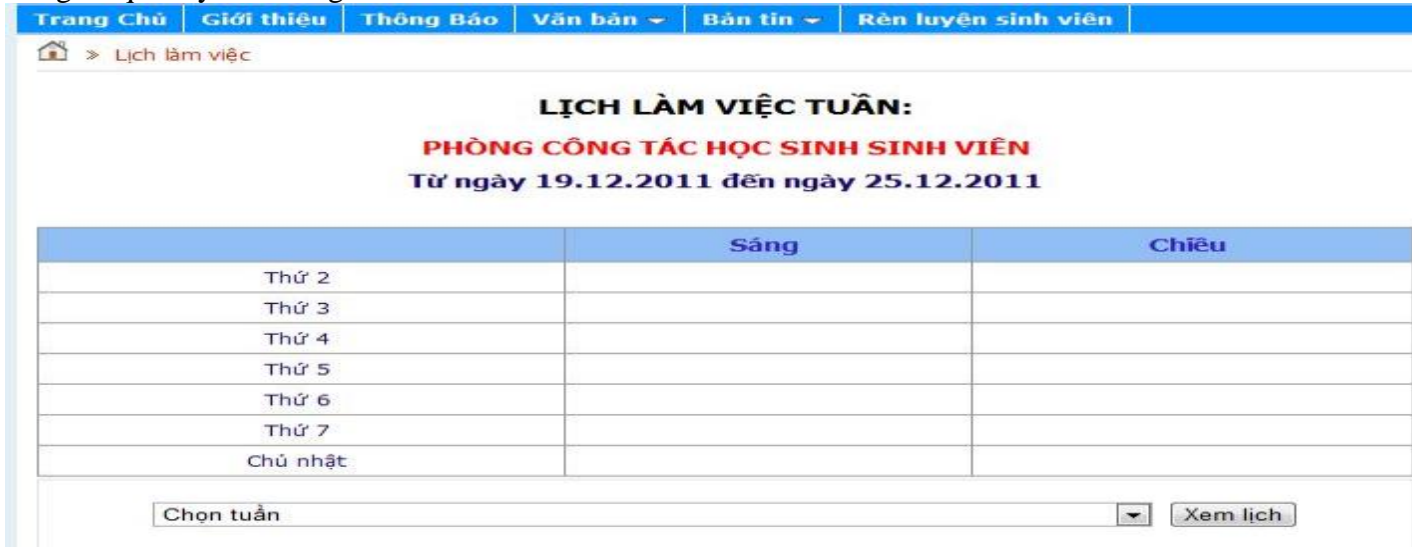 Trang Chủ Giới thiệu Thông Báo Văn bản Bản tin Rèn luyện sinh viên
» Lịch làm việc
LỊCH LÀM VIỆC TUẦN:
PHÒNG CÔNG TÁC HỌC SINH SINH VIÊN
Từ ngày 19.12.2011 đến ngày 25.12.2011
Sáng Chiều
Thứ 2
Thứ 3
Thứ 4
Thứ 5
Thứ 6
Thứ 7
Chủ nhật
Chọn tuần Xem lịch